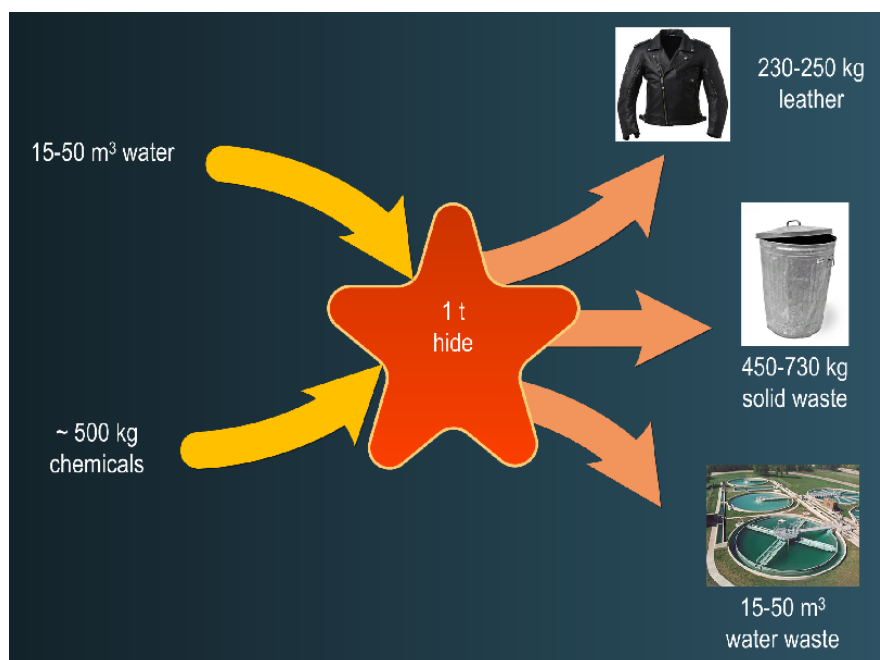 15-50 m³ water
~ 500 kg
chemicals
1 t
hide
230-250 kg
leather
450-730 kg
solid waste
15-50 m³
water waste